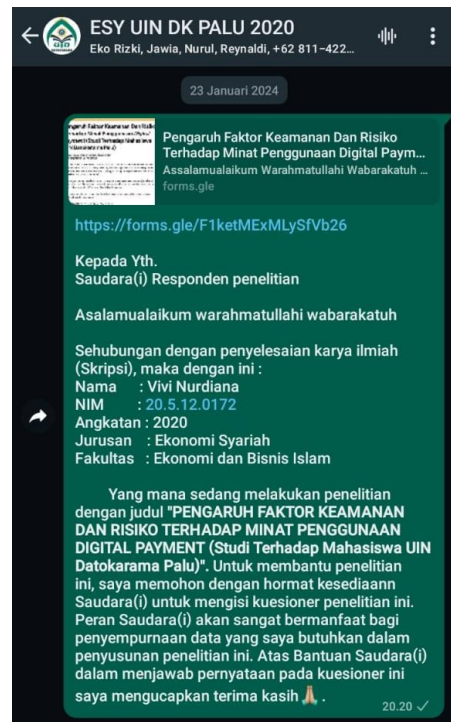 ESY UIN DK PALU 2020
Eko Rizki, Jawia, Nurul, Reynaldi, +62 811-422...
23 Januari 2024
Pengaruh Faktor Keamanan Dan Risiko
Terhadap Minat Penggunaan Digital Paym...
Assalamualaikum Warahmatullahi Wabarakatuh ...
forms.gle
https://forms.gle/F1ketMExMLySfVb26
Kepada Yth.
Saudara(i) Responden penelitian
Asalamualaikum warahmatullahi wabarakatuh
Sehubungan dengan penyelesaian karya ilmiah
(Skripsi), maka dengan ini :
Nama : Vivi Nurdiana
NIM : 20.5.12.0172
Angkatan : 2020
Jurusan : Ekonomi Syariah
Fakultas : Ekonomi dan Bisnis Islam
Yang mana sedang melakukan penelitian
dengan judul "PENGARUH FAKTOR KEAMANAN
DAN RISIKO TERHADAP MINAT PENGGUNAAN
DIGITAL PAYMENT (Studi Terhadap Mahasiswa UIN
Datokarama Palu)". Untuk membantu penelitian
ini, saya memohon dengan hormat kesediaann
Saudara(i) untuk mengisi kuesioner penelitian ini.
Peran Saudara(i) akan sangat bermanfaat bagi
penyempurnaan data yang saya butuhkan dalam
penyusunan penelitian ini. Atas Bantuan Saudara(i)
dalam menjawab pernyataan pada kuesioner ini
saya mengucapkan terima kasih🙏🏼.
20.20